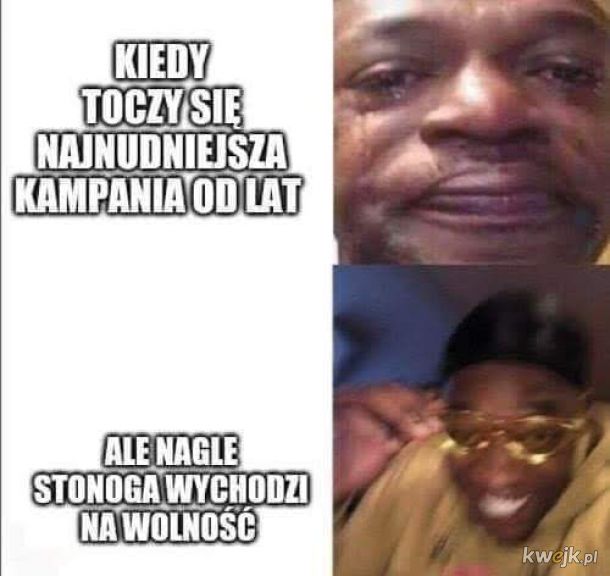 KIEDY
TOCZY SIĘ
NAJNUDNIEJSZA
KAMPANIA OD LAT
ALE NAGLE
STONOGA WYCHODZI
NA WOLNOŚĆ
kwejk.pl